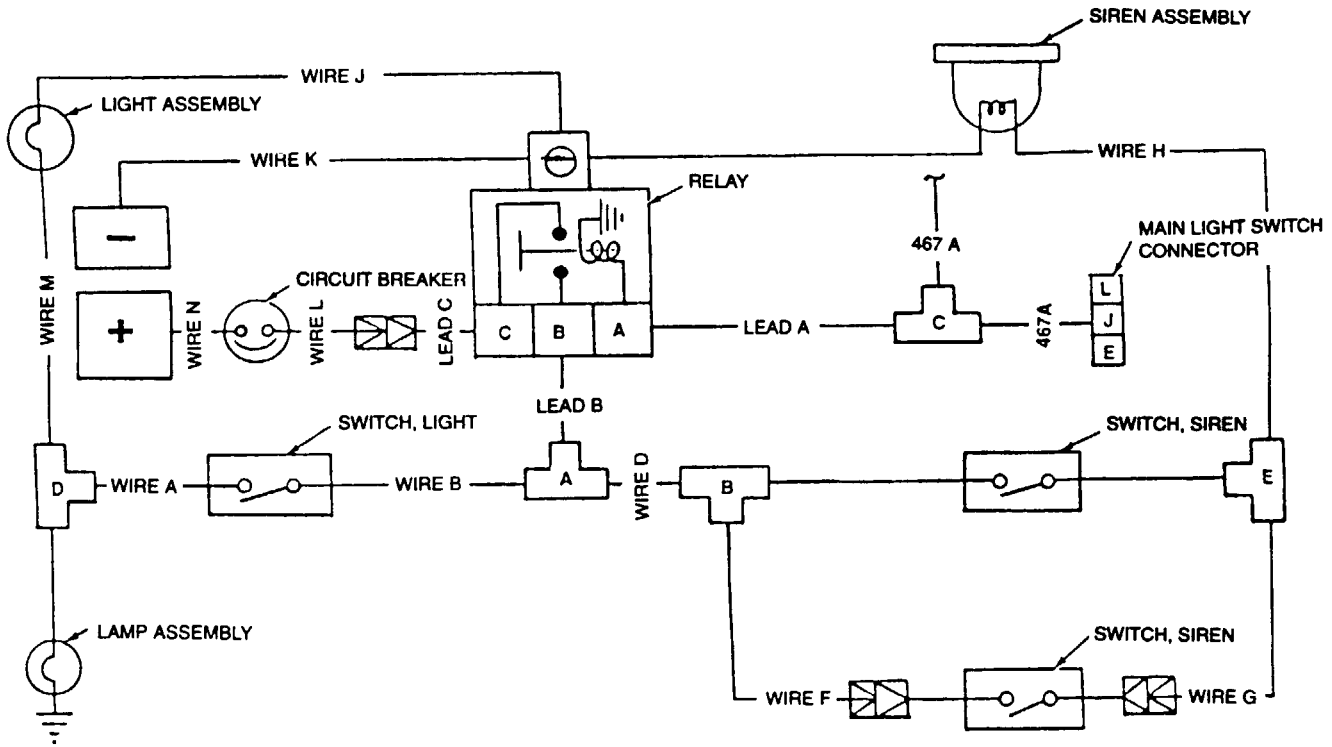 SIREN ASSEMBLY
WIRE J
LIGHT ASSEMBLY
WIRE K
WIRE H
RELAY
MAIN LIGHT SWITCH
CONNECTOR
467 A
−
WIRE M
CIRCUIT BREAKER
L
J
E
+
WIRE N
WIRE L
LEAD C
C
B
A
LEAD A
C
467A
LEAD B
SWITCH, LIGHT
SWITCH, SIREN
D
WIRE A
WIRE B
A
WIRE D
B
E
LAMP ASSEMBLY
SWITCH, SIREN
WIRE F
WIRE G